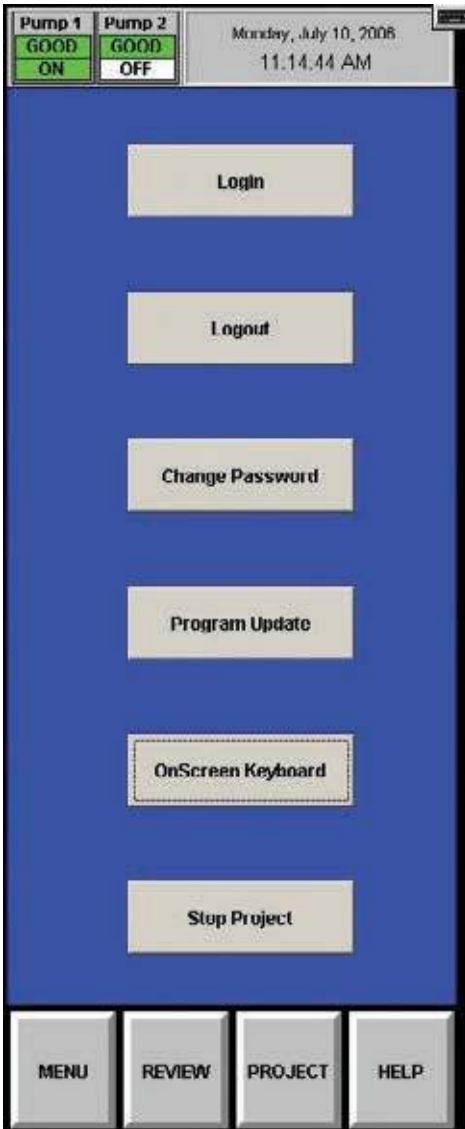 Pump 1 Pump 2
GOOD GOOD
ON OFF
Monday, July 10, 2006
11.14.44 AM
Login
Logout
Change Password
Program Update
OnScreen Keyboard
Stop Project
MENU REVIEW PROJECT HELP